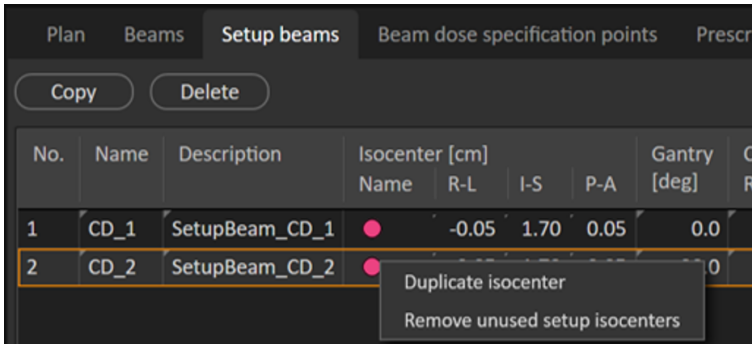 Plan Beams Setup beams Beam dose specification points
Copy Delete
No. Name Description Isocenter [cm] Gantry
Name R-L I-S P-A [deg]
1 CD_1 SetupBeam_CD_1 -0.05 1.70 0.05 0.0
2 CD_2 SetupBeam_CD_2
Duplicate isocenter
Remove unused setup isocenters